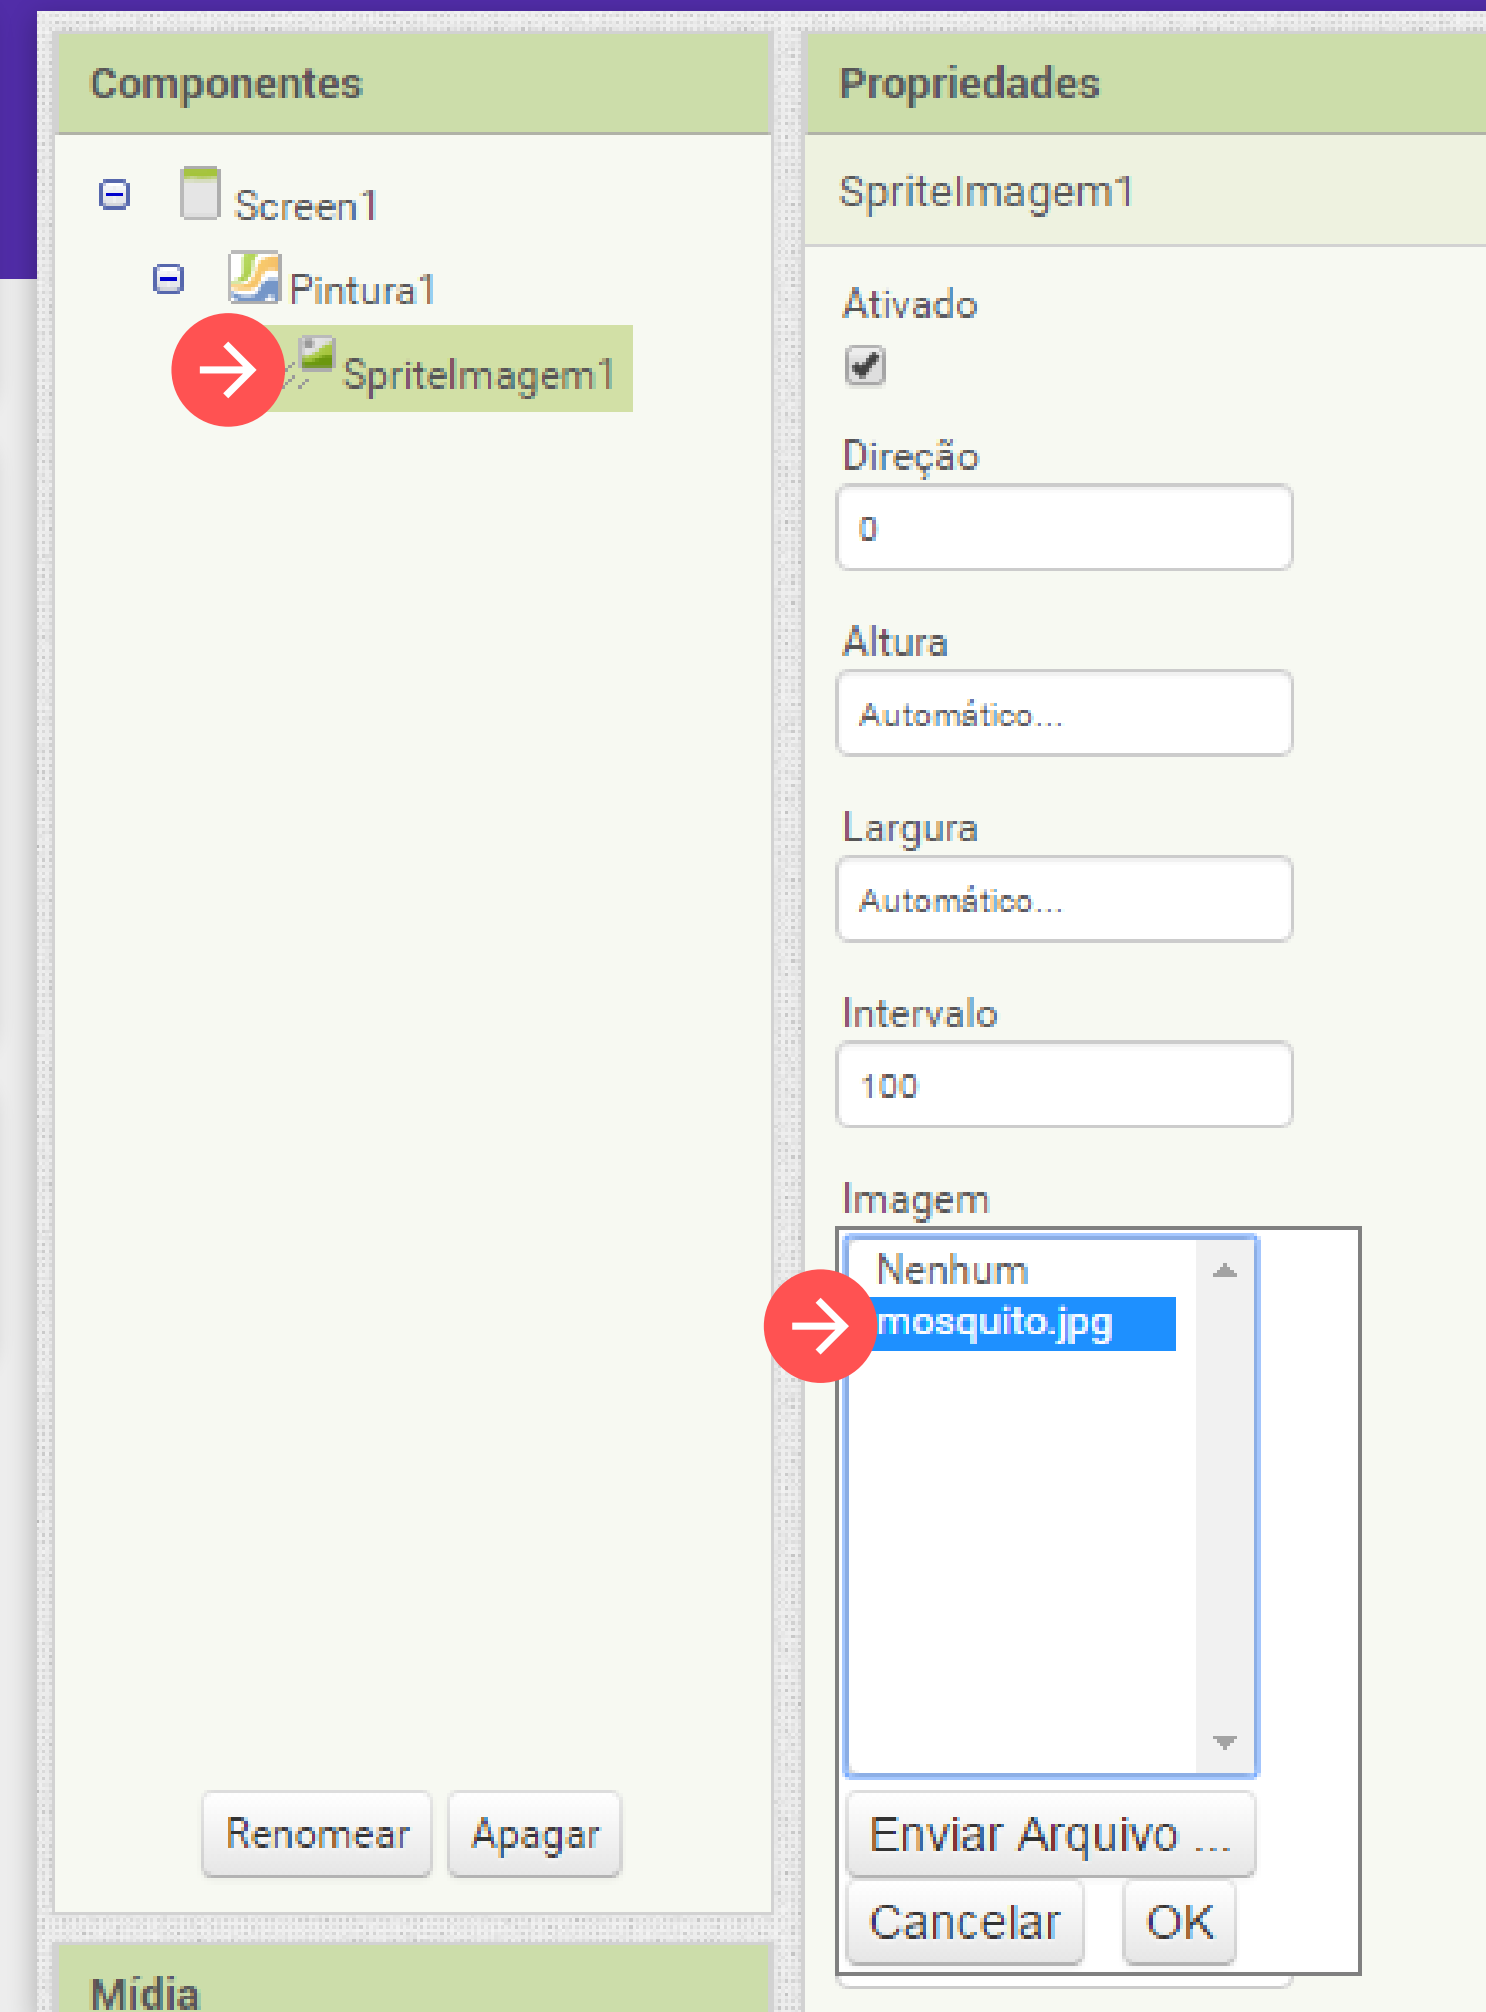 Componentes
Screen1
Pintura1
SpriteImagem1
Renomear
Apagar
Mídia
Propriedades
SpriteImagem1
Ativado
Direção
0
Altura
Automático...
Largura
Automático...
Intervalo
100
Imagem
Nenhum
mosquito.jpg
Enviar Arquivo ...
Cancelar
OK